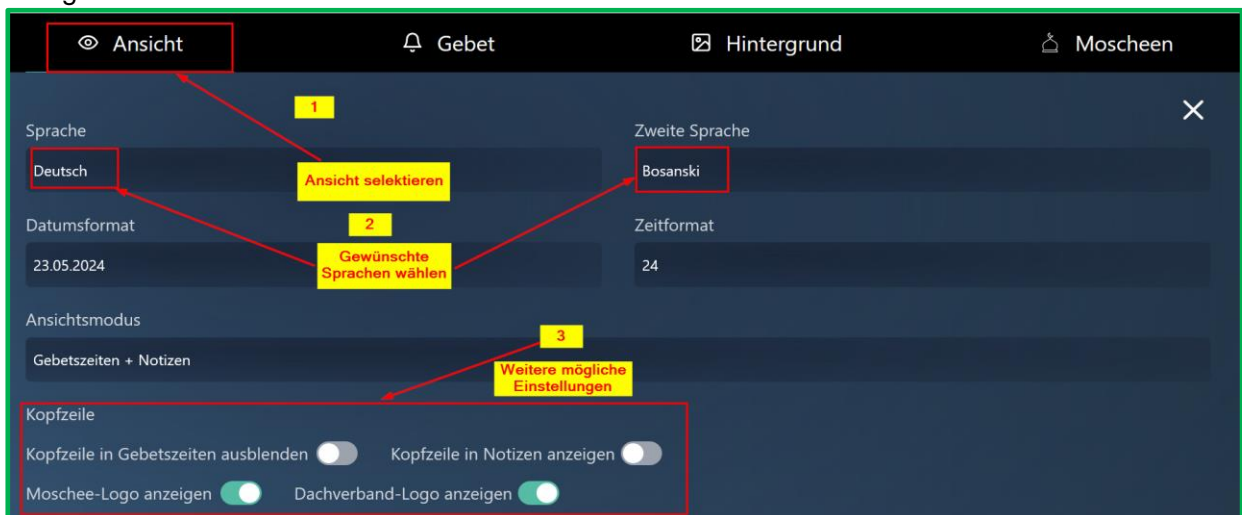 Ansicht Gebet Hintergrund Moscheen
1
Sprache Zweite Sprache
Deutsch Bosanski
Ansicht selektieren
Datumsformat 2 Zeitformat
Gewünschte
Sprachen wählen
23.05.2024 24
Ansichtsmodus
3
Gebetszeiten + Notizen
Weitere mögliche
Einstellungen
Kopfzeile
Kopfzeile in Gebetszeiten ausblenden Kopfzeile in Notizen anzeigen
Moschee-Logo anzeigen Dachverband-Logo anzeigen